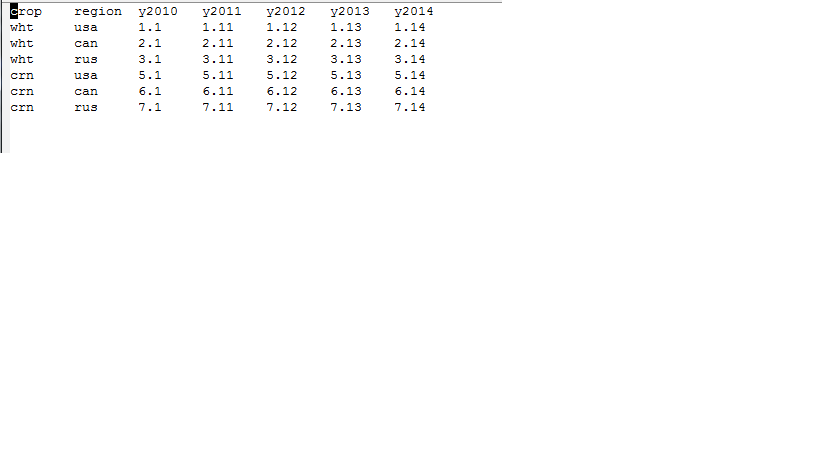 crop region y2010 y2011 y2012 y2013 y2014
wht usa 1.1 1.11 1.12 1.13 1.14
wht can 2.1 2.11 2.12 2.13 2.14
wht rus 3.1 3.11 3.12 3.13 3.14
crn usa 5.1 5.11 5.12 5.13 5.14
crn can 6.1 6.11 6.12 6.13 6.14
crn rus 7.1 7.11 7.12 7.13 7.14